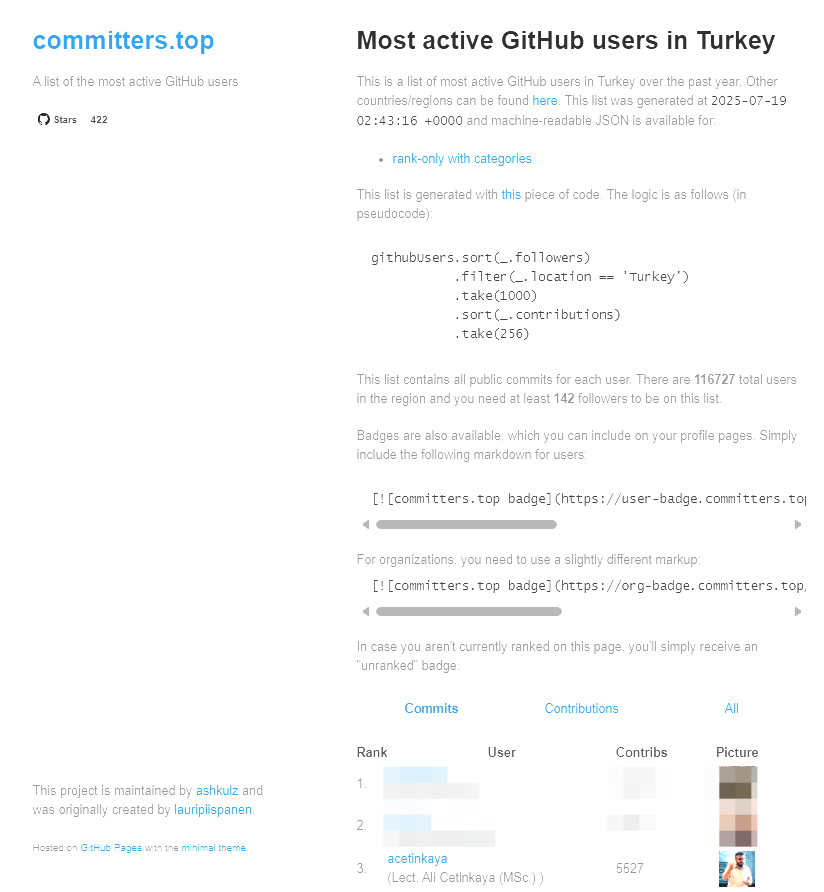 committers.top
A list of the most active GitHub users
Stars 422
This project is maintained by ashkulz and
was originally created by lauripiispanen.
Hosted on GitHub Pages with the minimal theme.
Most active GitHub users in Turkey
This is a list of most active GitHub users in Turkey over the past year. Other
countries/regions can be found here. This list was generated at 2025-07-19
02:43:16 +0000 and machine-readable JSON is available for:
• rank-only with categories
This list is generated with this piece of code. The logic is as follows (in
pseudocode):
githubUsers.sort(_.followers)
.filter(_.location == 'Turkey')
.take(1000)
.sort(_.contributions)
.take(256)
This list contains all public commits for each user. There are 116727 total users
in the region and you need at least 142 followers to be on this list.
Badges are also available, which you can include on your profile pages. Simply
include the following markdown for users:
[![committers.top badge](https://user-badge.committers.top
For organizations, you need to use a slightly different markup:
[![committers.top badge](https://org-badge.committers.top/
In case you aren't currently ranked on this page, you'll simply receive an
"unranked" badge.
Commits Contributions All
Rank User Contribs Picture
1.
2.
3. acetinkaya 5527
(Lect. Ali Cetinkaya (MSc.) )